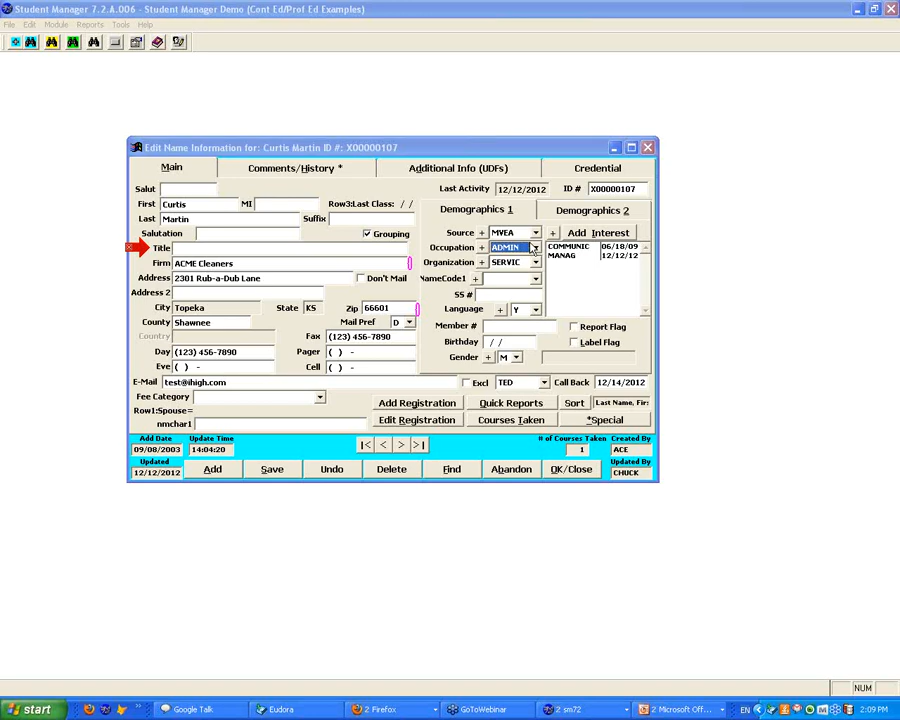 Student Manager 7.2.A.006 - Student Manager Demo (Cont Ed/Prof Ed Examples)
File Edit Module Reports Tools Help
Edit Name Information for: Curtis Martin ID #: X00000107
Main Comments/History * Additional Info (UDFs) Credential
Salut Last Activity 12/12/2012 ID # X00000107
First Curtis MI Row3:Last Class: / /
Demographics 1 Demographics 2
Last Martin Suffix
Salutation Grouping Source MVEA + Add Interest
Title Occupation + ADMIN COMMUNIC 06/18/09
MANAG 12/12/12
Firm ACME Cleaners Organization + SERVIC
Address 2301 Rub-a-Dub Lane Don't Mail NameCode1 +
Address 2 SS #
City Topeka State KS Zip 66601 Language + Y
County Shawnee Mail Pref D Member # Report Flag
Country Fax (123) 456-7890 Birthday / / Label Flag
Day (123) 456-7890 Pager ( ) - Gender + M
Eve ( ) - Cell ( ) -
E-Mail test@ihigh.com Excl TED Call Back 12/14/2012
Fee Category Add Registration Quick Reports Sort Last Name, Firs
Row1:Spouse= Edit Registration Courses Taken *Special
nmchar1
Add Date Update Time |< < > >| # of Courses Taken Created By
09/08/2003 14:04:20 1 ACE
Updated Updated By
12/12/2012 Add Save Undo Delete Find Abandon OK/Close CHUCK
NUM
start Google Talk Eudora 2 Firefox GoToWebinar 2 sm72 2 Microsoft Off... EN 2:09 PM